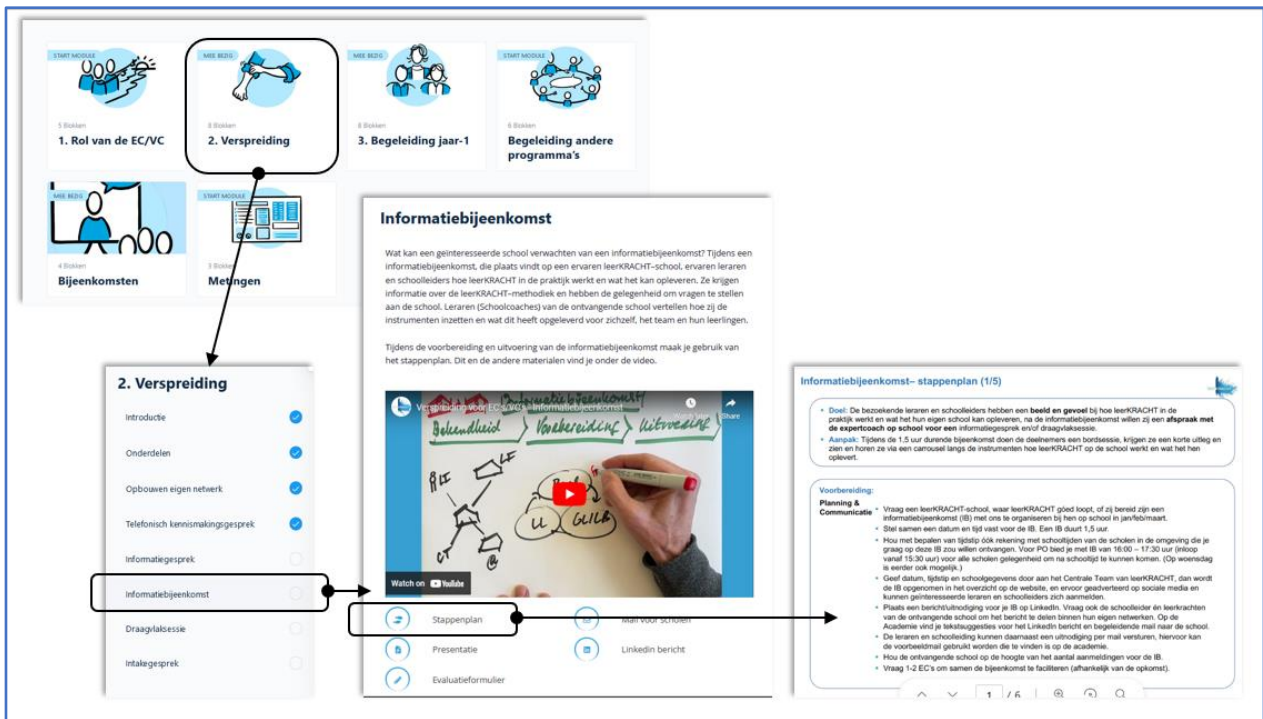 START MODULE
MEE BEZIG
MEE BEZIG
START MODULE
5 Blokken
8 Blokken
8 Blokken
6 Blokken
1. Rol van de EC/VC
2. Verspreiding
3. Begeleiding jaar-1
Begeleiding andere
programma's
MEE BEZIG
START MODULE
4 Blokken
3 Blokken
Bijeenkomsten
Metingen
2. Verspreiding
Introductie
Onderdelen
Opbouwen eigen netwerk
Telefonisch kennismakingsgesprek
Informatiegesprek
Informatiebijeenkomst
Draagvlaksessie
Intakegesprek
Informatiebijeenkomst
Wat kan een geïnteresseerde school verwachten van een informatiebijeenkomst? Tijdens een
informatiebijeenkomst, die plaats vindt op een ervaren leerKRACHT-school, ervaren leraren
en schoolleiders hoe leerKRACHT in de praktijk werkt en wat het kan opleveren. Ze krijgen
informatie over de leerKRACHT-methodiek en hebben de gelegenheid om vragen te stellen
aan de school. Leraren (Schoolcoaches) van de ontvangende school vertellen hoe zij de
instrumenten inzetten en wat dit heeft opgeleverd voor zichzelf, het team en hun leerlingen.
Tijdens de voorbereiding en uitvoering van de informatiebijeenkomst maak je gebruik van
het stappenplan. Dit en de andere materialen vind je onder de video.
Verspreiding voor EC's/VC's - Informatiebijeenkomst
Share
Informatiebijeenkomst
Bekendheid
Voorbereiding
Uitvoering
LL
Watch on YouTube
Stappenplan
Mail voor scholen
Presentatie
Linkedin bericht
Evaluatieformulier
Informatiebijeenkomst– stappenplan (1/5)
• Doel: De bezoekende leraren en schoolleiders hebben een beeld en gevoel bij hoe leerKRACHT in de
praktijk werkt en wat het hun eigen school kan opleveren, na de informatiebijeenkomst willen zij een afspraak met
de expertcoach op school voor een informatiegesprek en/of draagvlaksessie.
• Aanpak: Tijdens de 1,5 uur durende bijeenkomst doen de deelnemers een bordsessie, krijgen ze een korte uitleg en
zien en horen ze via een carrousel langs de instrumenten hoe leerKRACHT op de school werkt en wat het hen
oplevert.
Voorbereiding:
Planning &
Communicatie
• Vraag een leerKRACHT-school, waar leerKRACHT góed loopt, of zij bereid zijn een
informatiebijeenkomst (IB) met ons te organiseren bij hen op school in jan/feb/maart.
• Stel samen een datum en tijd vast voor de IB. Een IB duurt 1,5 uur.
• Hou met bepalen van tijdstip óók rekening met schooltijden van de scholen in de omgeving die je
graag op deze IB zou willen ontvangen. Voor PO bied je met IB van 16:00 – 17:30 uur (inloop
vanaf 15:30 uur) voor alle scholen gelegenheid om na schooltijd te kunnen komen. (Op woensdag
is eerder ook mogelijk.)
• Geef datum, tijdstip en schoolgegevens door aan het Centrale Team van leerKRACHT, dan wordt
de IB opgenomen in het overzicht op de website, en ervoor geadverteerd op sociale media en
kunnen geïnteresseerde leraren en schoolleiders zich aanmelden.
• Plaats een bericht/uitnodiging voor je IB op LinkedIn. Vraag ook de schoolleider én leerkrachten
van de ontvangende school om het bericht te delen binnen hun eigen netwerken. Op de
Academie vind je tekstsuggesties voor het LinkedIn bericht en begeleidende mail naar de school.
• De leraren en schoolleiding kunnen daarnaast een uitnodiging per mail versturen, hiervoor kan
de voorbeeldmail gebruikt worden die te vinden is op de academie.
• Hou de ontvangende school op de hoogte van het aantal aanmeldingen voor de IB.
• Vraag 1-2 EC's om samen de bijeenkomst te faciliteren (afhankelijk van de opkomst).
1 / 6